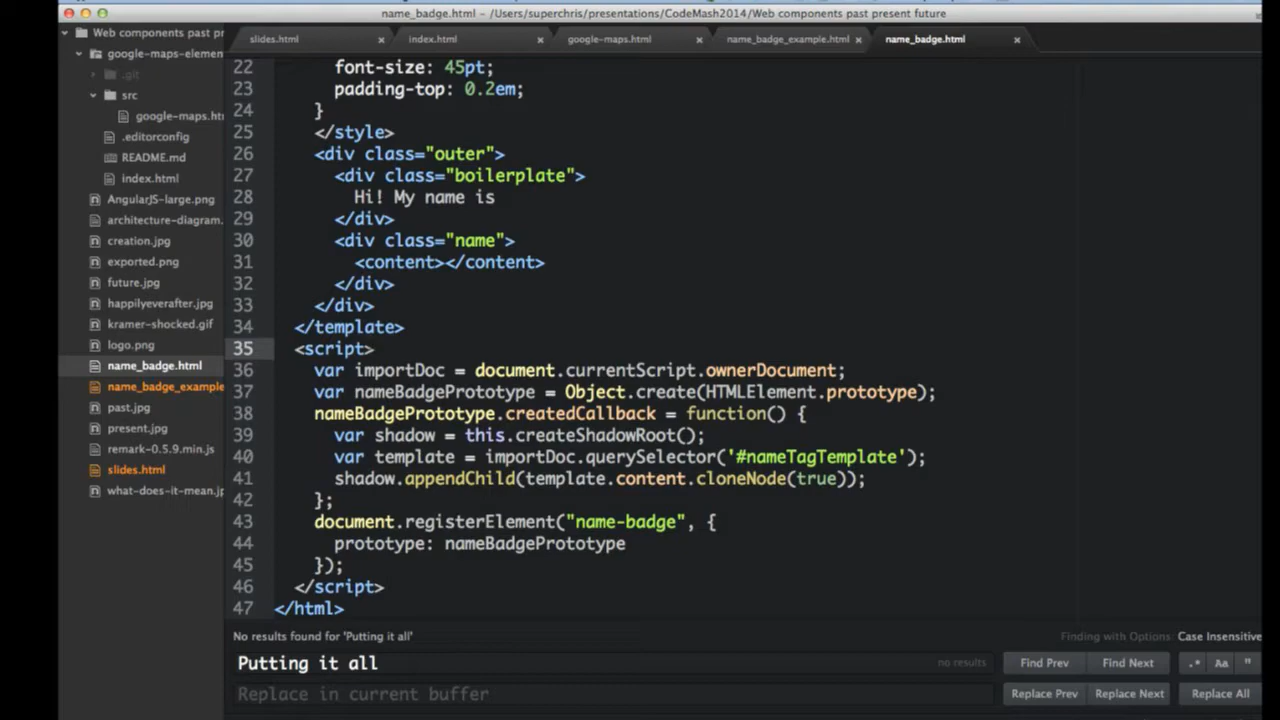 name_badge.html - /Users/superchris/presentations/CodeMash2014/Web components past present future
Web components past pr
google-maps-elemen
.git
src
google-maps.htm
.editorconfig
README.md
index.html
AngularJS-large.png
architecture-diagram.
creation.jpg
exported.png
future.jpg
happilyeverafter.jpg
kramer-shocked.gif
logo.png
name_badge.html
name_badge_example
past.jpg
present.jpg
remark-0.5.9.min.js
slides.html
what-does-it-mean.jp
slides.html
index.html
google-maps.html
name_badge_example.html
name_badge.html
22 font-size: 45pt;
23 padding-top: 0.2em;
24 }
25 </style>
26 <div class="outer">
27 <div class="boilerplate">
28 Hi! My name is
29 </div>
30 <div class="name">
31 <content></content>
32 </div>
33 </div>
34 </template>
35 <script>
36 var importDoc = document.currentScript.ownerDocument;
37 var nameBadgePrototype = Object.create(HTMLElement.prototype);
38 nameBadgePrototype.createdCallback = function() {
39 var shadow = this.createShadowRoot();
40 var template = importDoc.querySelector('#nameTagTemplate');
41 shadow.appendChild(template.content.cloneNode(true));
42 };
43 document.registerElement("name-badge", {
44 prototype: nameBadgePrototype
45 });
46 </script>
47 </html>
No results found for 'Putting it all' Finding with Options: Case Insensitive
Putting it all no results Find Prev Find Next .* Aa "
Replace in current buffer Replace Prev Replace Next Replace All